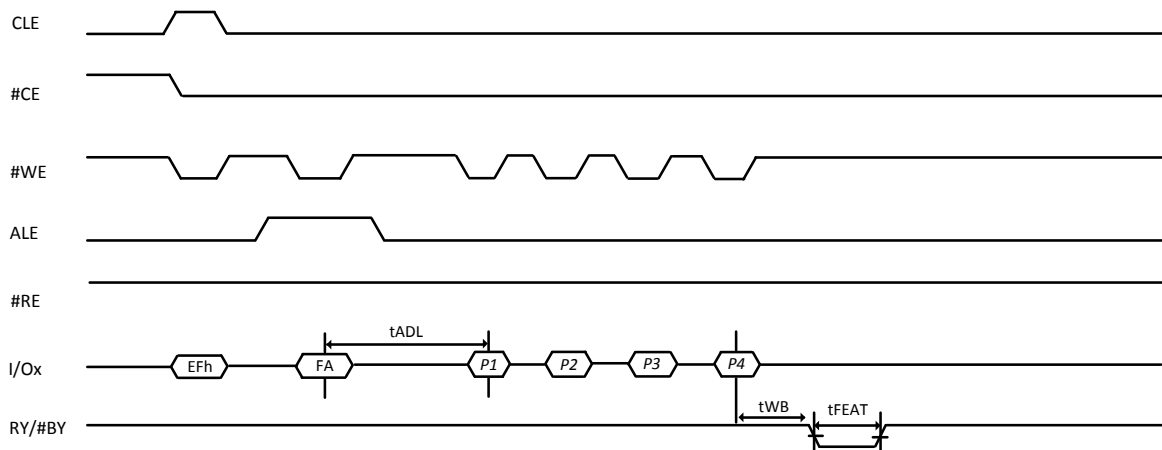 CLE
#CE
#WE
ALE
#RE
tADL
I/Ox
EFh
FA
P1
P2
P3
P4
tWB
tFEAT
RY/#BY